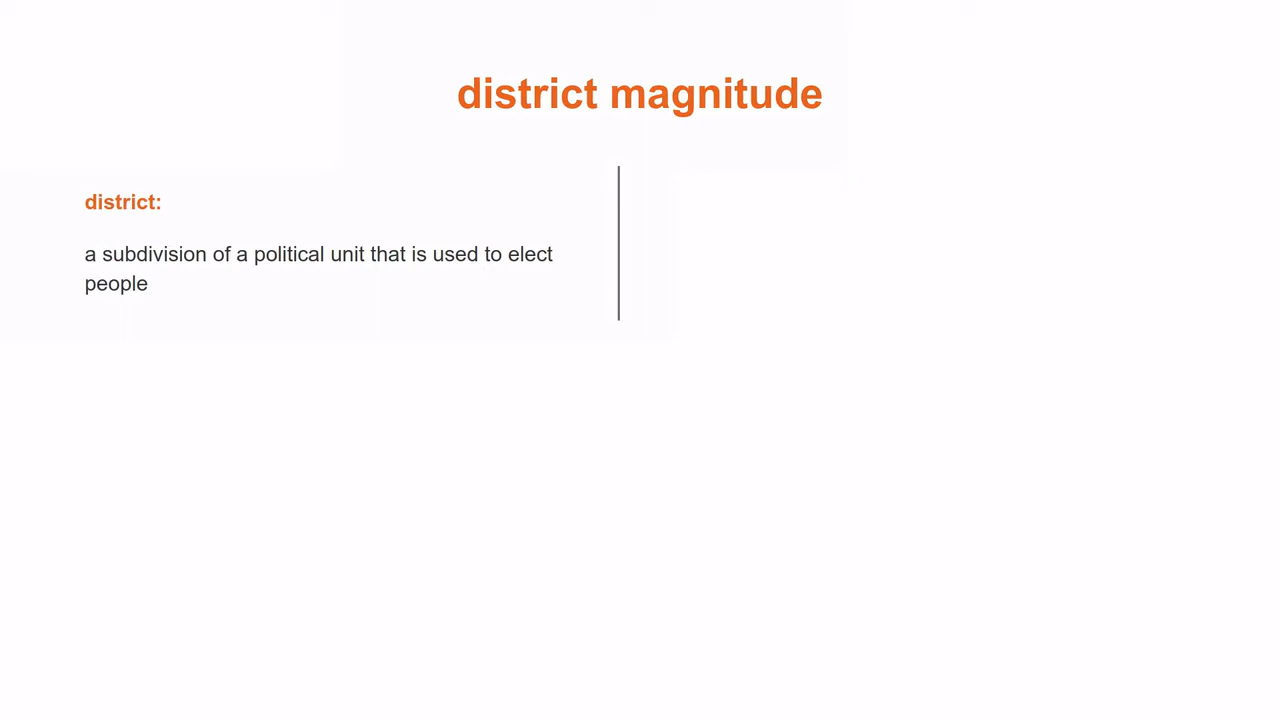 district magnitude
district:
a subdivision of a political unit that is used to elect
people